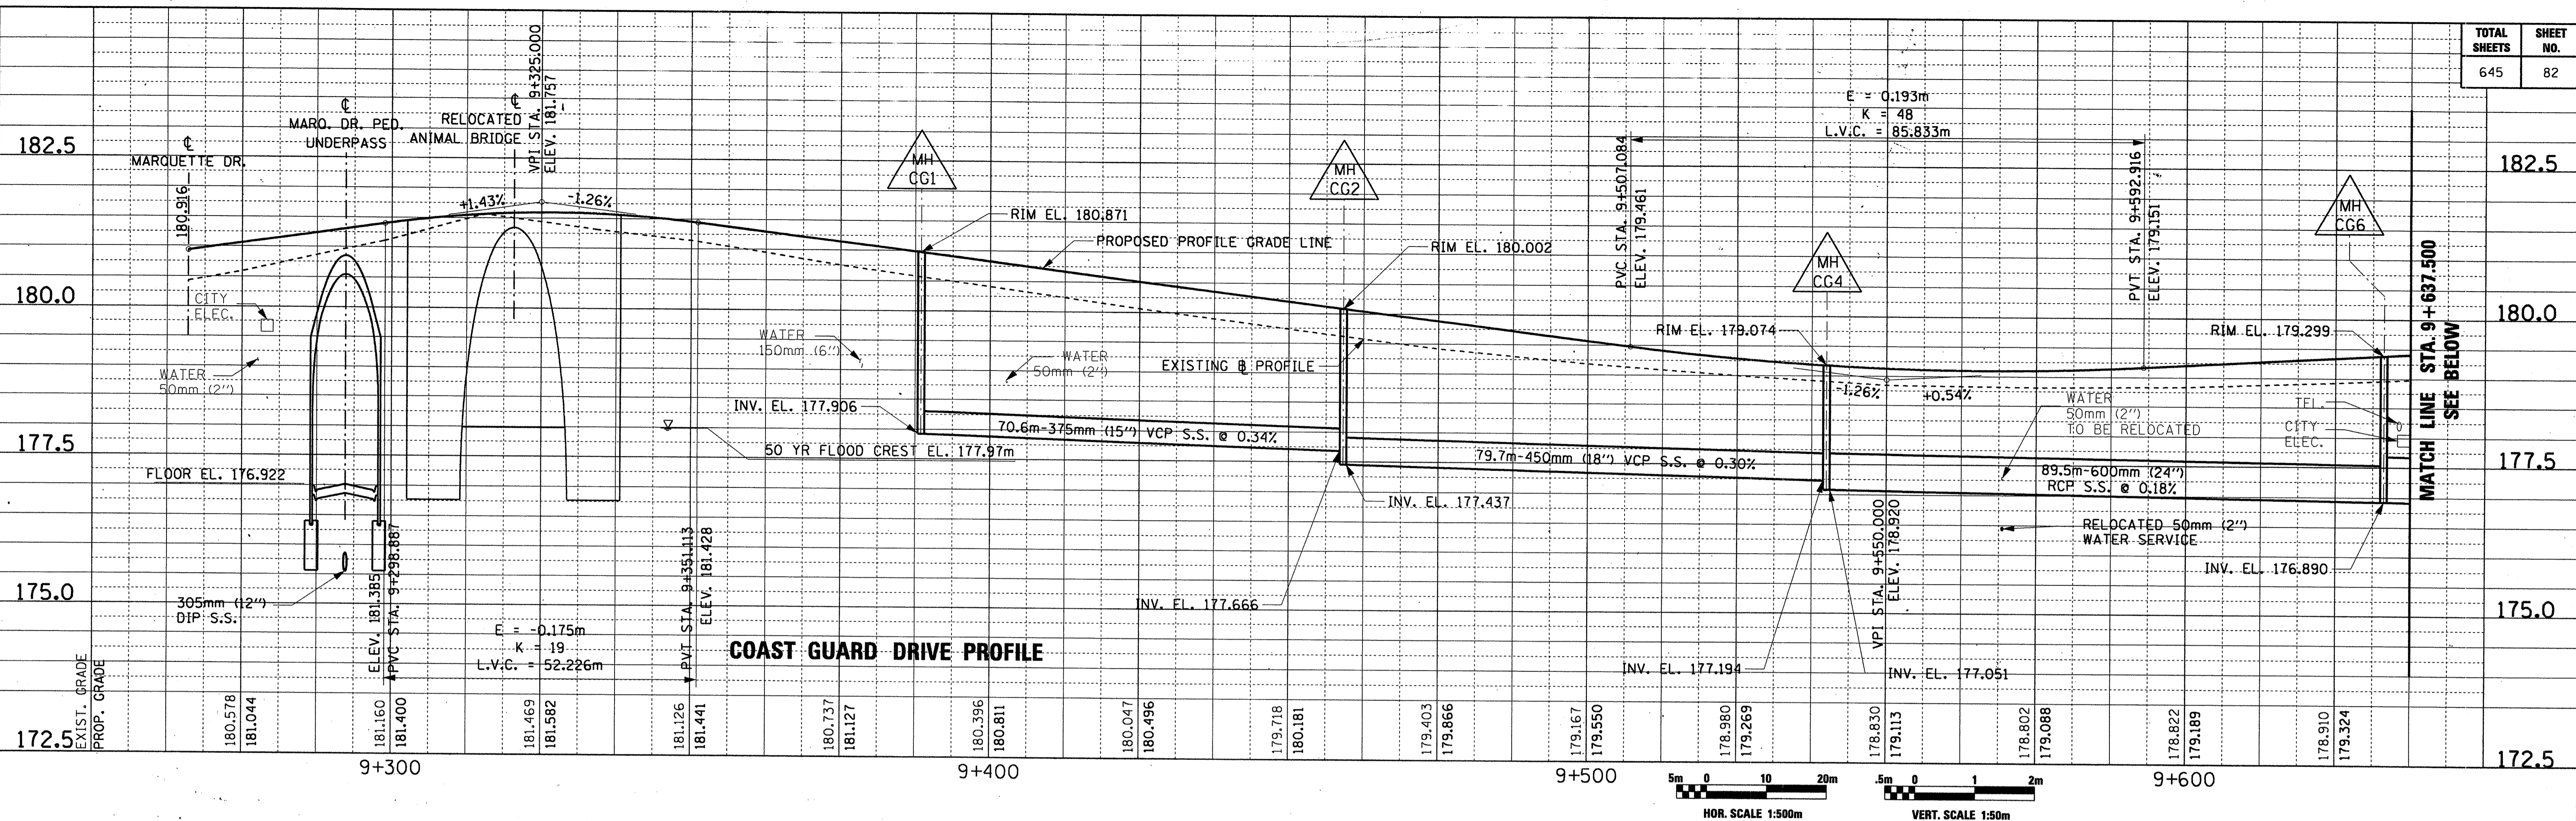 TOTAL SHEETS
SHEET NO.
645
82
182.5
180.0
177.5
175.0
172.5
182.5
180.0
177.5
175.0
172.5
℄
MARQUETTE DR.
180.916
℄
MARQ. DR. PED.
UNDERPASS
℄
RELOCATED
ANIMAL BRIDGE
VPI STA. 9+325.000
ELEV. 181.757
+1.43%
-1.26%
MH
CG1
RIM EL. 180.871
PROPOSED PROFILE GRADE LINE
MH
CG2
RIM EL. 180.002
E = 0.193m
K = 48
L.V.C. = 85.833m
PVC STA. 9+507.084
ELEV. 179.461
PVT STA. 9+592.916
ELEV. 179.151
MH
CG4
RIM EL. 179.074
MH
CG6
RIM EL. 179.299
MATCH LINE STA. 9+637.500
SEE BELOW
CITY
ELEC.
WATER
50mm (2")
WATER
150mm (6")
WATER
50mm (2")
EXISTING B PROFILE
-1.26%
+0.54%
WATER
50mm (2")
TO BE RELOCATED
TEL.
CITY
ELEC.
INV. EL. 177.906
70.6m-375mm (15") VCP S.S. @ 0.34%
50 YR FLOOD CREST EL. 177.97m
79.7m-450mm (18") VCP S.S. @ 0.30%
89.5m-600mm (24")
RCP S.S. @ 0.18%
FLOOR EL. 176.922
INV. EL. 177.437
RELOCATED 50mm (2")
WATER SERVICE
INV. EL. 176.890
305mm (12")
DIP S.S.
ELEV. 181.385
PVC STA. 9+298.887
E = -0.175m
K = 19
L.V.C. = 52.226m
PVT STA. 9+351.113
ELEV. 181.428
INV. EL. 177.666
VPI STA. 9+550.000
ELEV. 178.920
INV. EL. 177.194
INV. EL. 177.051
COAST GUARD DRIVE PROFILE
EXIST. GRADE
PROP. GRADE
180.578
181.044
181.160
181.400
181.469
181.582
181.126
181.441
180.737
181.127
180.396
180.811
180.047
180.496
179.718
180.181
179.403
179.866
179.167
179.550
178.980
179.269
178.830
179.113
178.802
179.088
178.822
179.189
178.910
179.324
9+300
9+400
9+500
9+600
5m 0 10 20m
HOR. SCALE 1:500m
.5m 0 1 2m
VERT. SCALE 1:50m